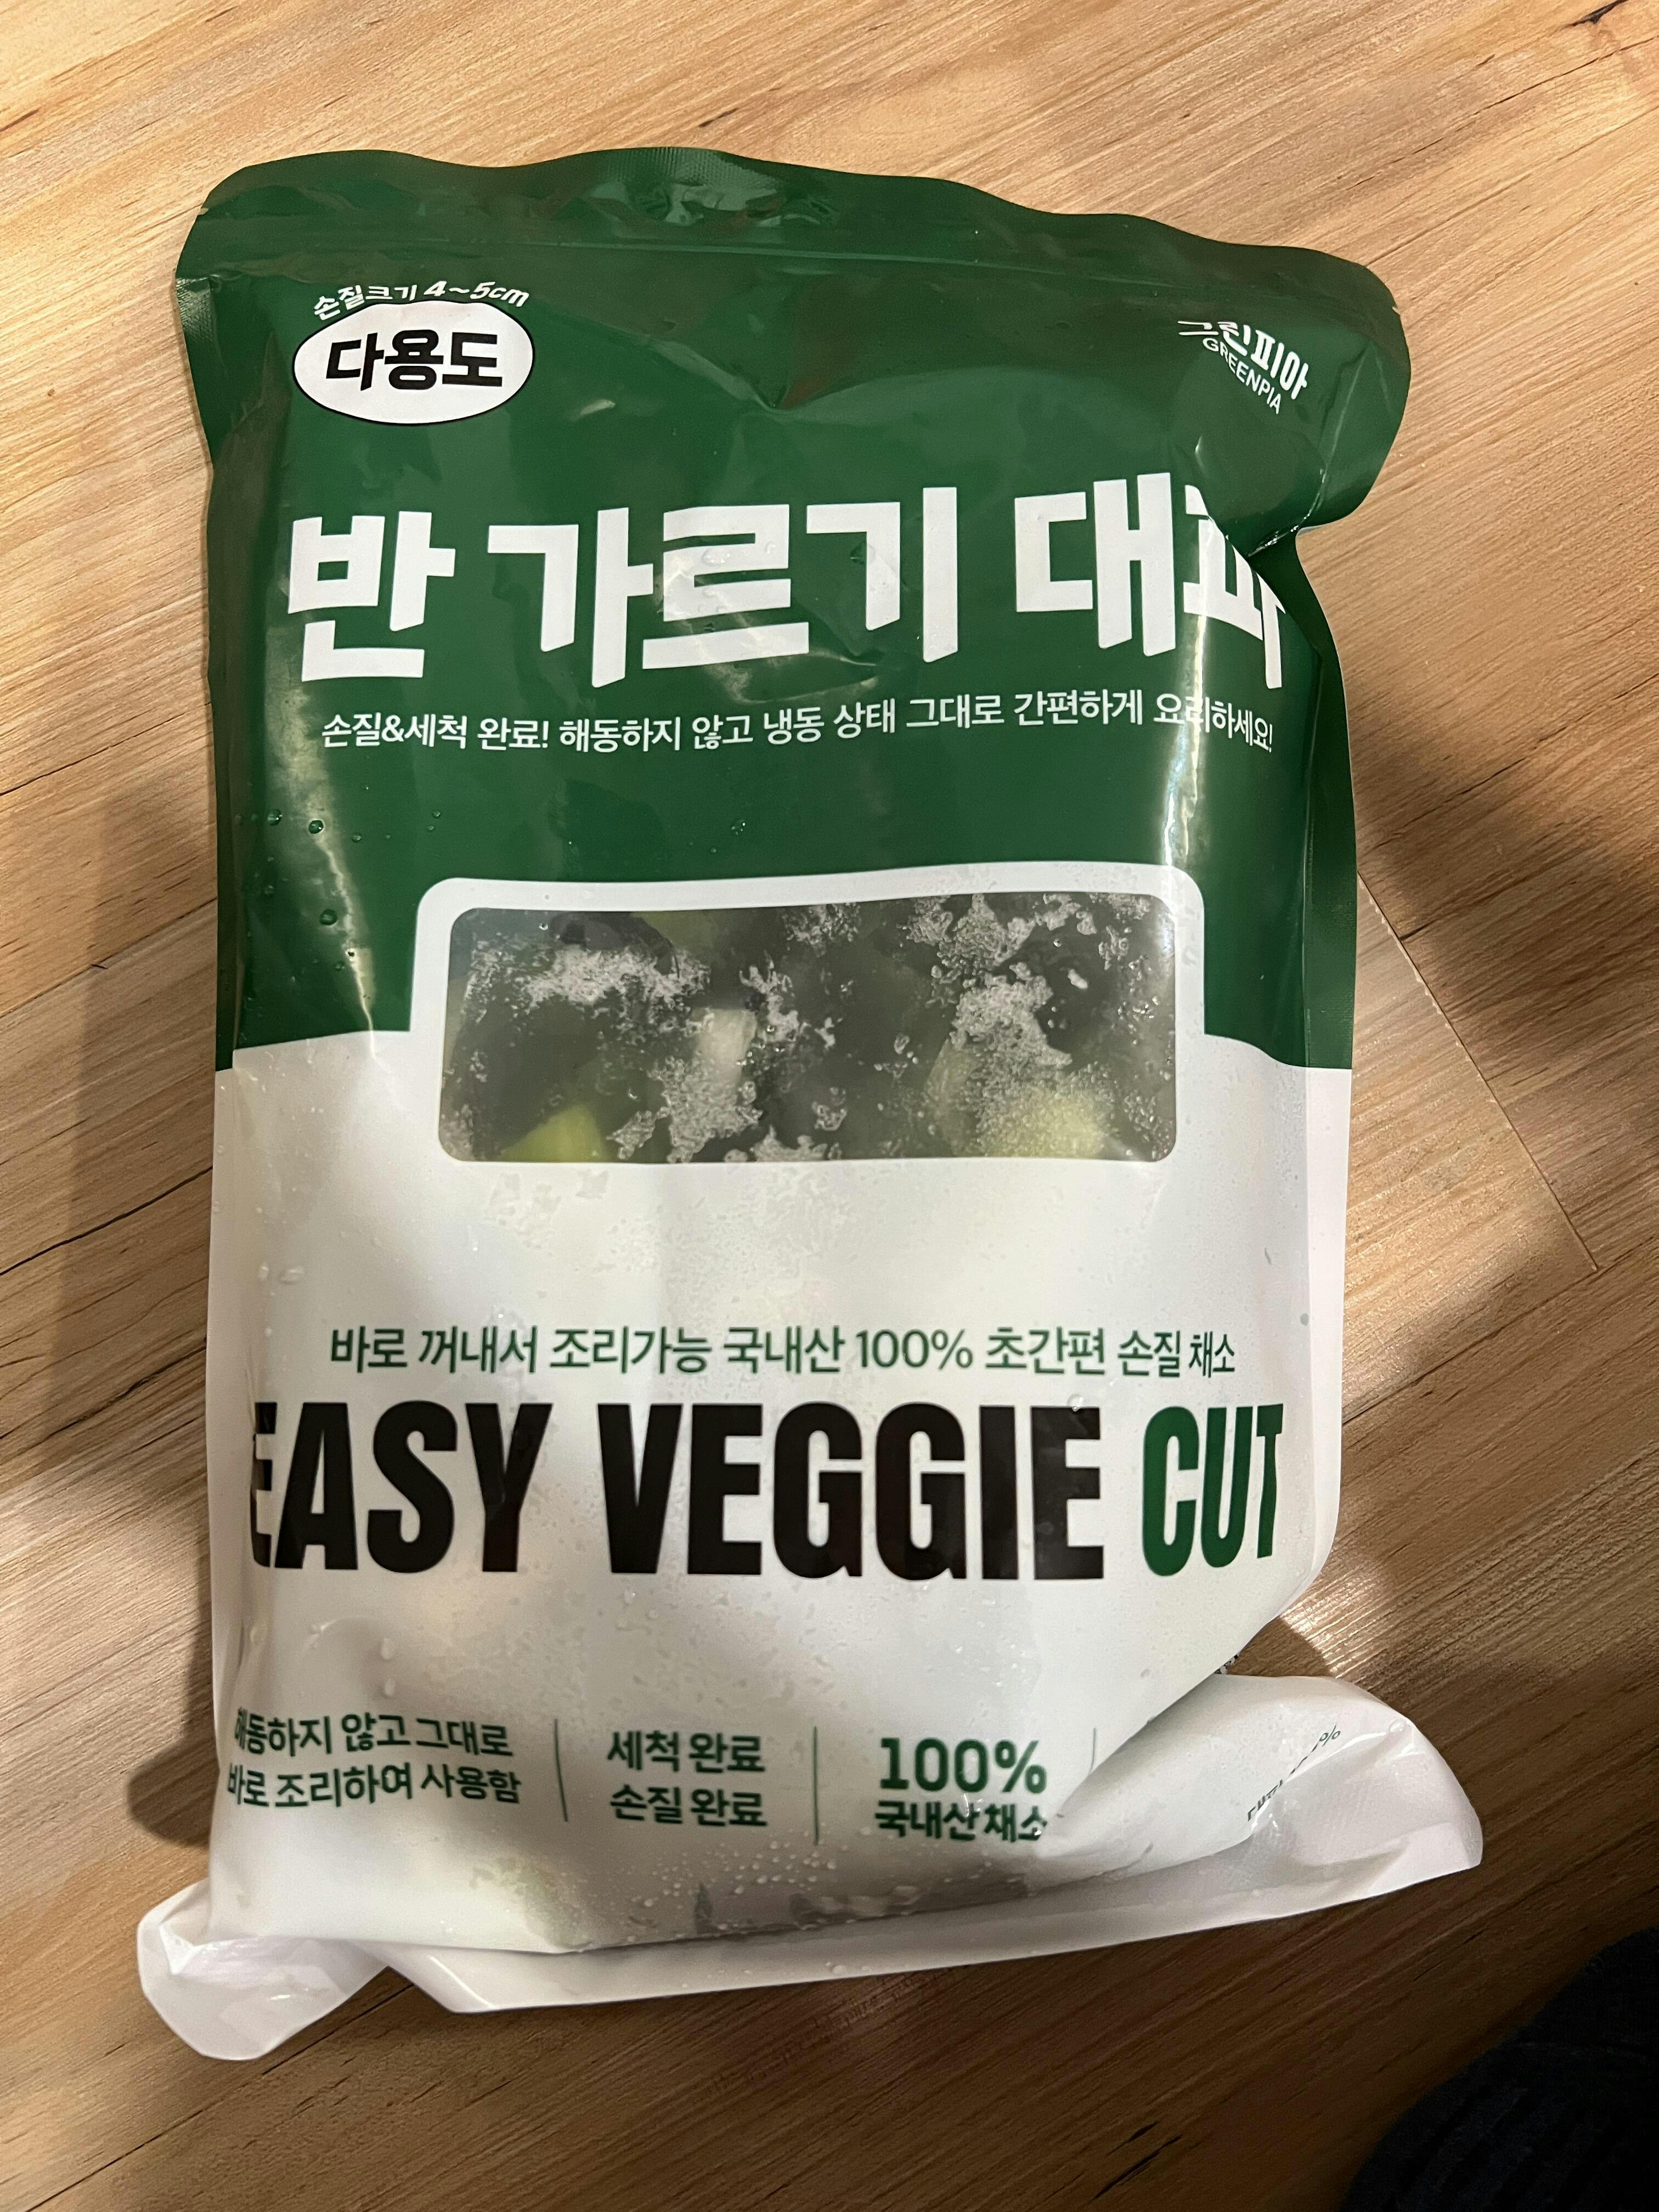 손질크기 4~5cm
다용도
그린피아
GREENPIA
반 가르기 대파
손질&세척 완료! 해동하지 않고 냉동 상태 그대로 간편하게 요리하세요!
바로 꺼내서 조리가능 국내산 100% 초간편 손질 채소
EASY VEGGIE CUT
해동하지 않고 그대로
바로 조리하여 사용함
세척 완료
손질 완료
100%
국내산 채소